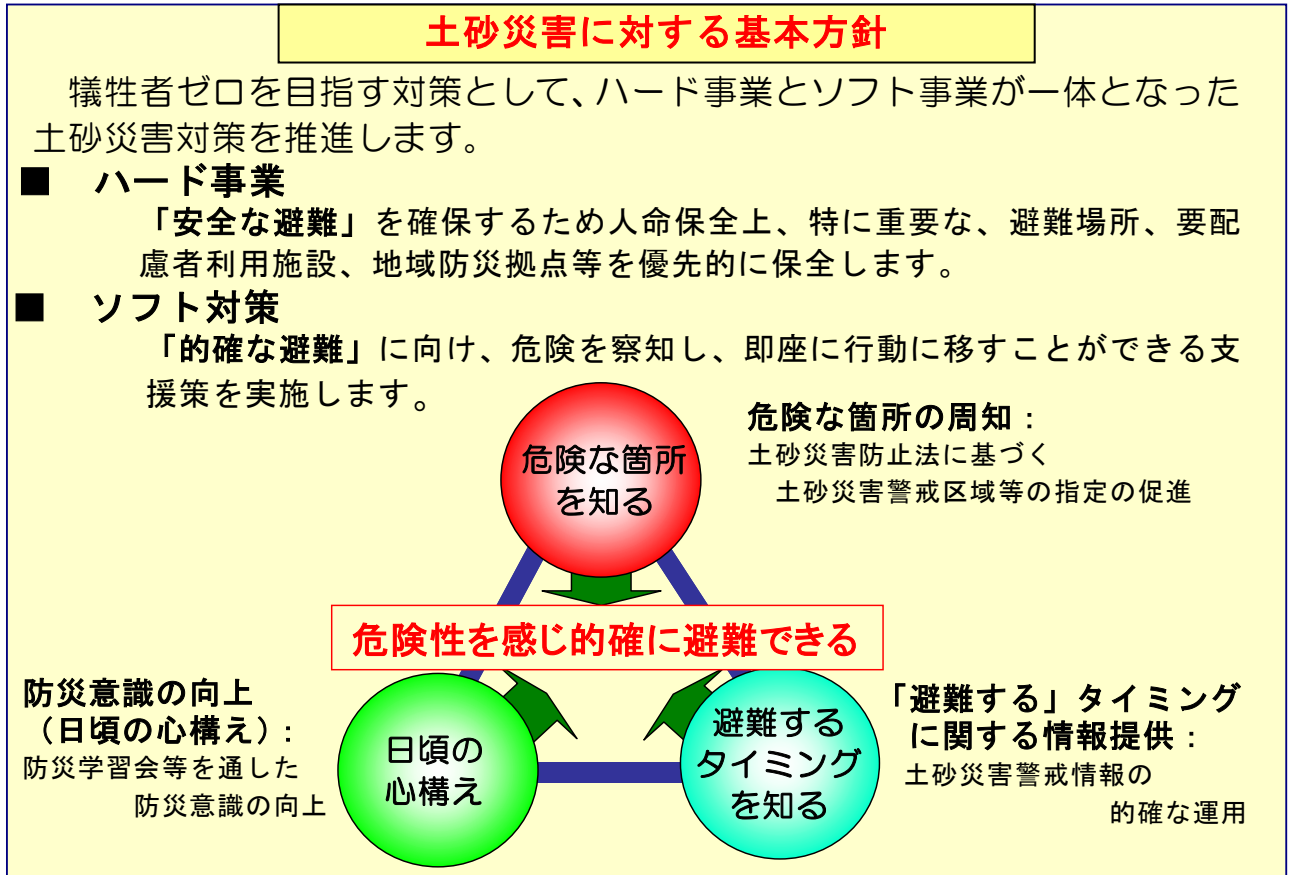 土砂災害に対する基本方針
犠牲者ゼロを目指す対策として、ハード事業とソフト事業が一体となった
土砂災害対策を推進します。
■ ハード事業
「安全な避難」を確保するため人命保全上、特に重要な、避難場所、要配
慮者利用施設、地域防災拠点等を優先的に保全します。
■ ソフト対策
「的確な避難」に向け、危険を察知し、即座に行動に移すことができる支
援策を実施します。
危険な箇所
を知る
危険な箇所の周知：
土砂災害防止法に基づく
土砂災害警戒区域等の指定の促進
危険性を感じ的確に避難できる
防災意識の向上
（日頃の心構え）：
防災学習会等を通した
防災意識の向上
日頃の
心構え
避難する
タイミング
を知る
「避難する」タイミング
に関する情報提供：
土砂災害警戒情報の
的確な運用